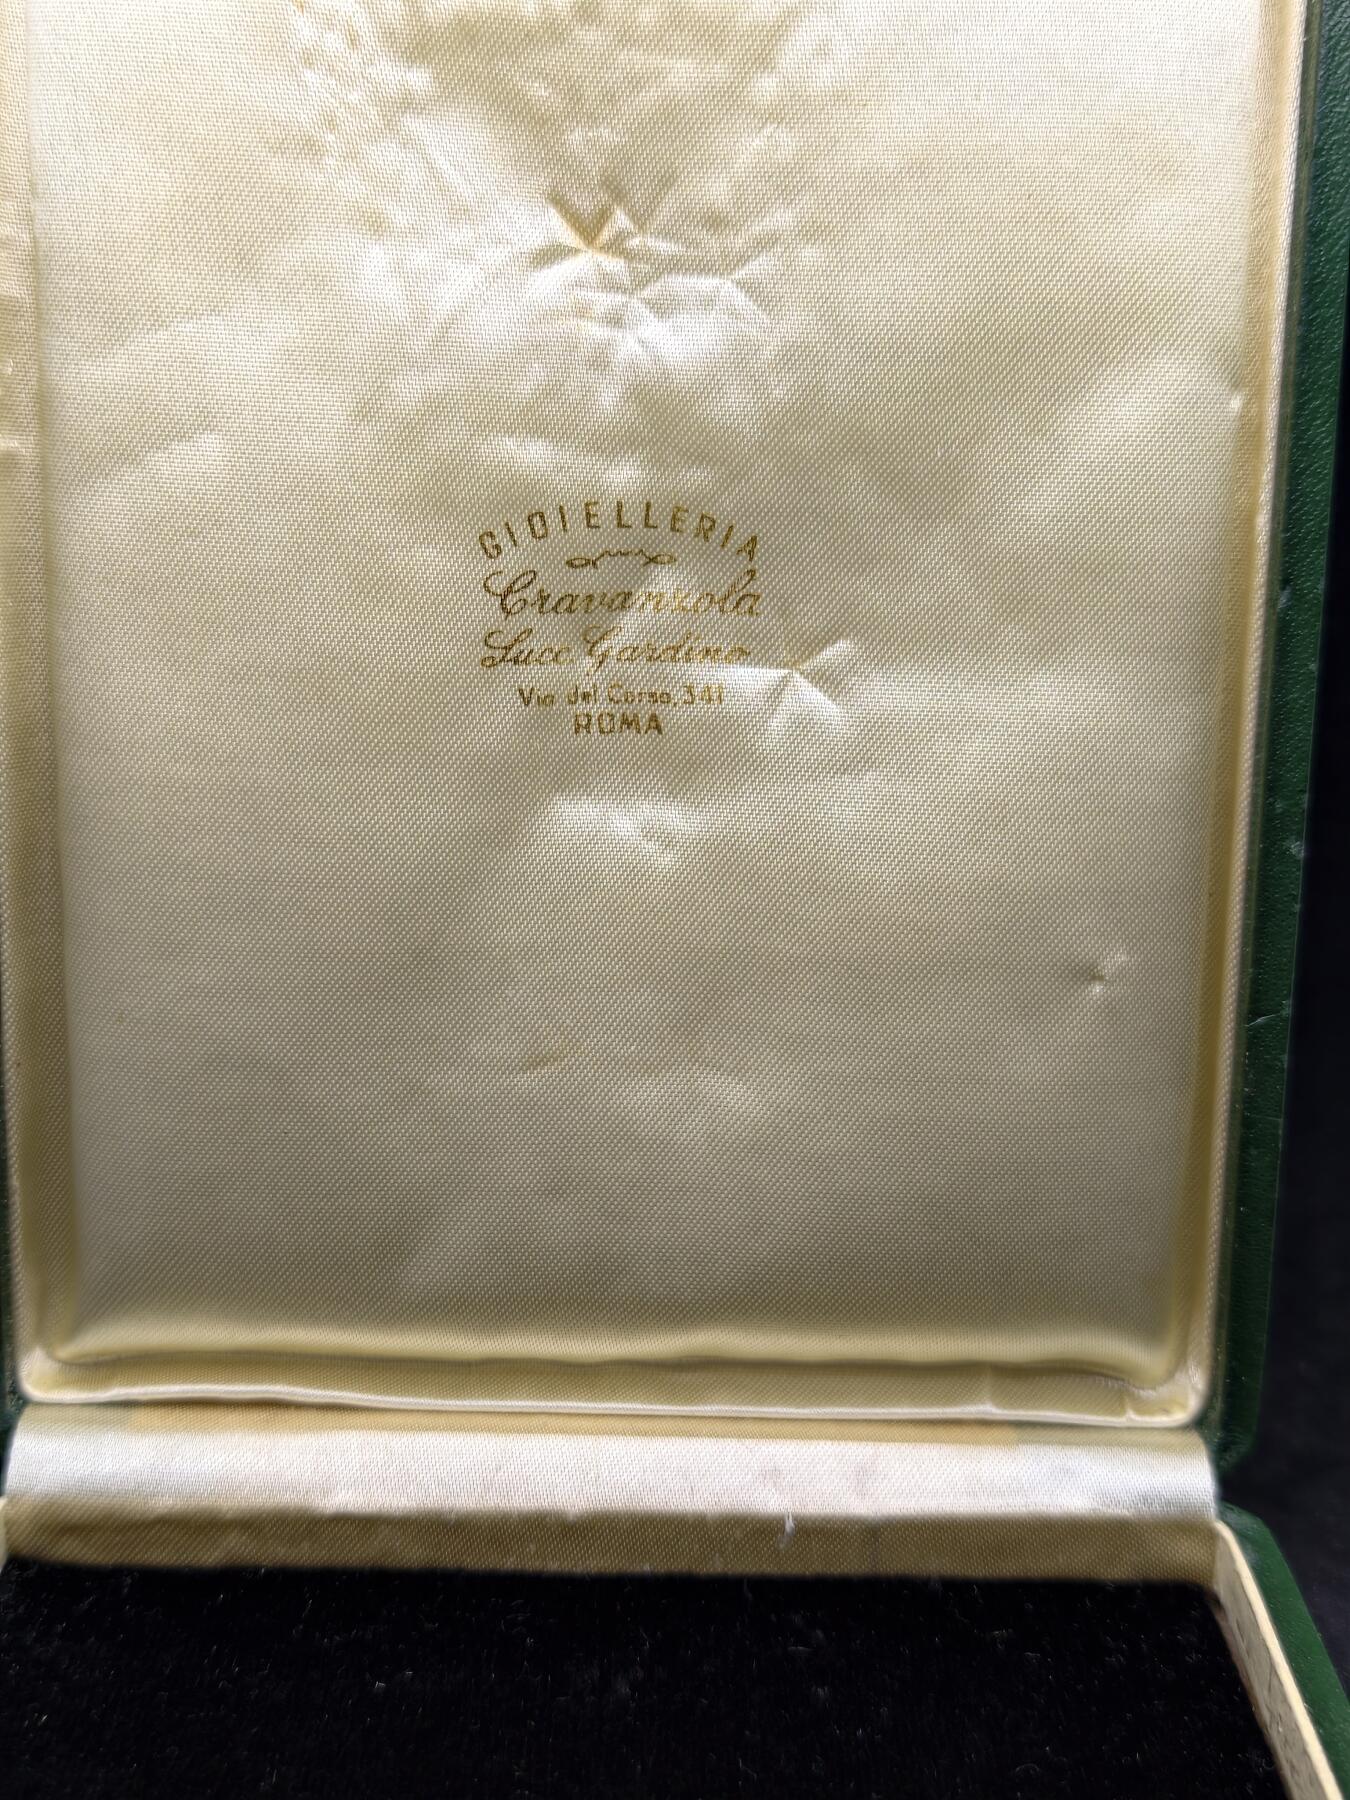 GIOIELLERIA
Cravanzola
Succ Gardino
Via del Corso, 341
ROMA